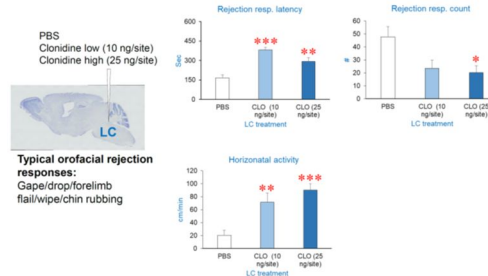 PBS
Clonidine low (10 ng/site)
Clonidine high (25 ng/site)
LC
Typical orofacial rejection
responses:
Gape/drop/forelimb
flail/wipe/chin rubbing
Rejection resp. latency
Sec
600
450
300
150
0
***
**
PBS
CLO (10
ng/site)
CLO (25
ng/site)
LC treatment
Rejection resp. count
#
60
50
40
30
20
10
0
*
PBS
CLO (10
ng/site)
CLO (25
ng/site)
LC treatment
Horizonatal activity
cm/min
120
100
80
60
40
20
0
**
***
PBS
CLO (10
ng/site)
CLO (25
ng/site)
LC treatment